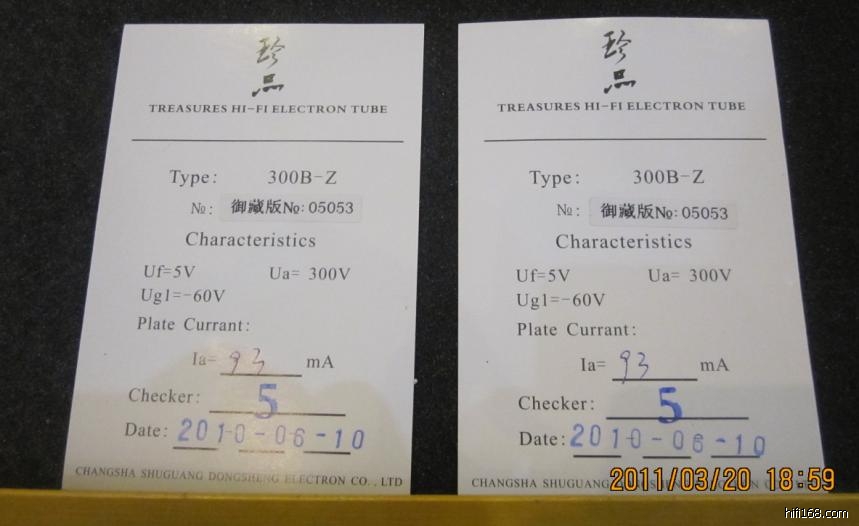 珍
品
TREASURES HI-FI ELECTRON TUBE
Type: 300B-Z
№: 御藏版№: 05053
Characteristics
Uf=5V Ua= 300V
Ug1=-60V
Plate Currant:
Ia= 93 mA
Checker: 5
Date: 2010-06-10
CHANGSHA SHUGUANG DONGSHENG ELECTRON CO., LTD
珍
品
TREASURES HI-FI ELECTRON TUBE
Type: 300B-Z
№: 御藏版№: 05053
Characteristics
Uf=5V Ua= 300V
Ug1=-60V
Plate Currant:
Ia= 93 mA
Checker: 5
Date: 2010-06-10
CHANGSHA SHUGUANG
2011/03/20 18:59
hifi168.com